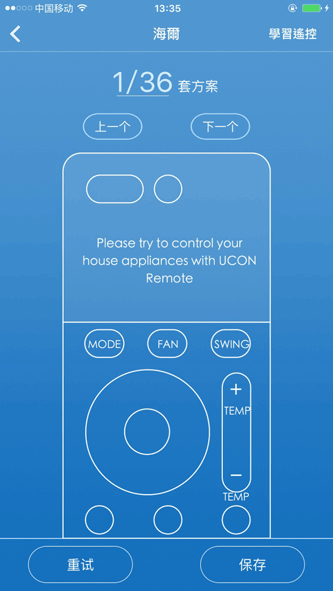 中国移动
13:35
海爾
學習遙控
1/36 套方案
上一个
下一个
Please try to control your
house appliances with UCON
Remote
MODE
FAN
SWING
+
TEMP
−
TEMP
重试
保存